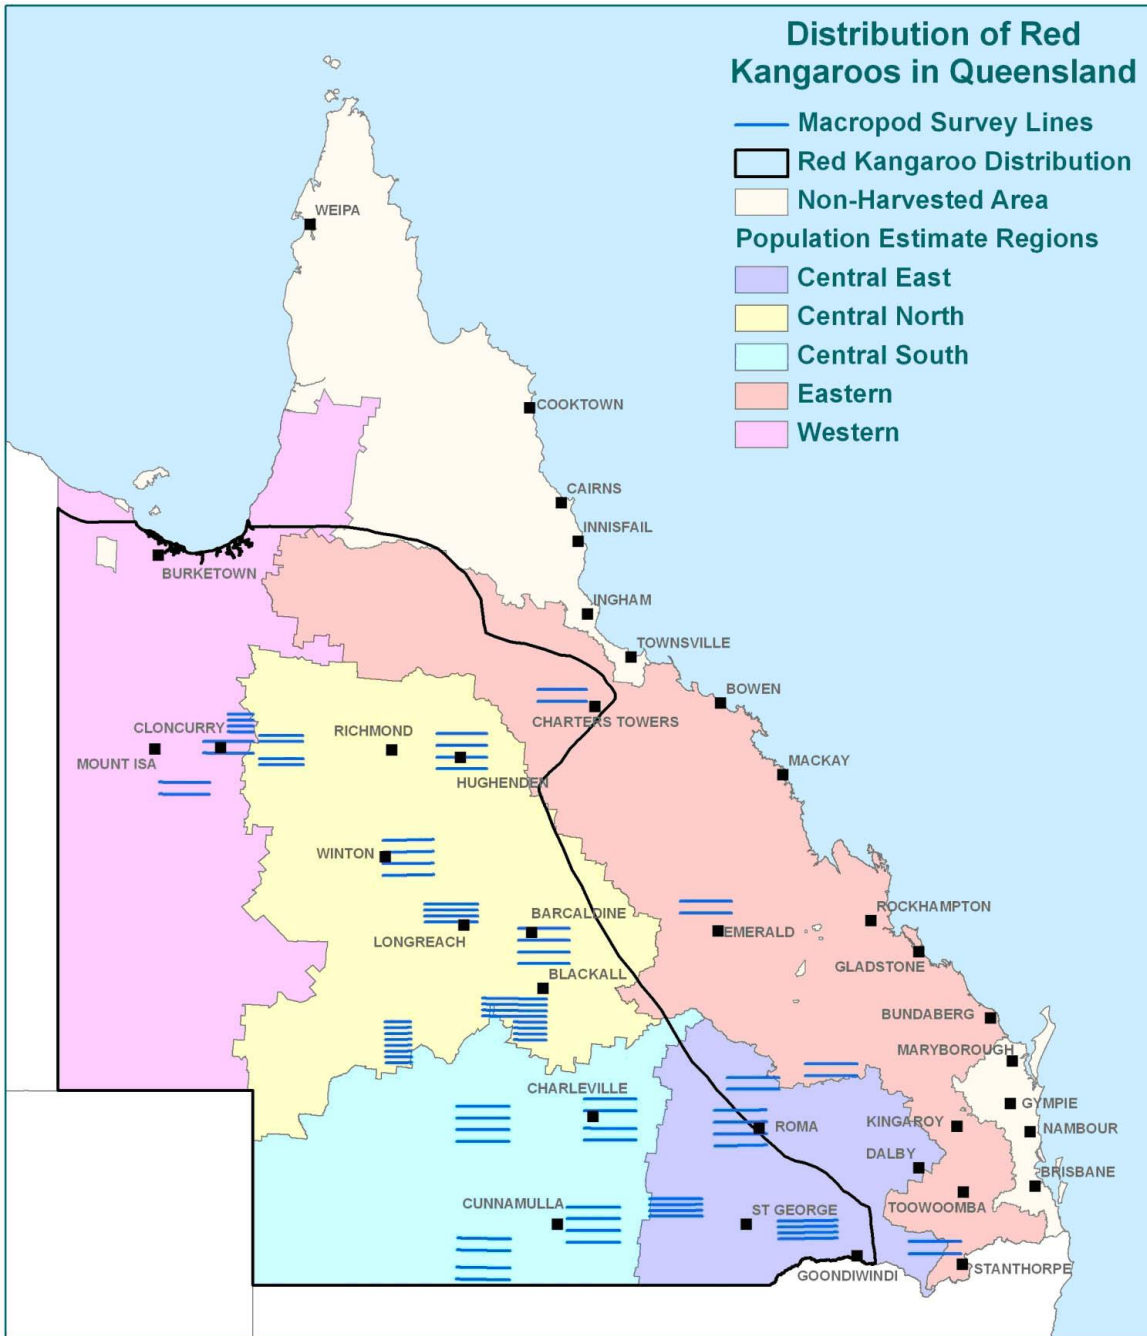 Distribution of Red
Kangaroos in Queensland
Macropod Survey Lines
Red Kangaroo Distribution
Non-Harvested Area
Population Estimate Regions
Central East
Central North
Central South
Eastern
Western
WEIPA
COOKTOWN
CAIRNS
INNISFAIL
BURKETOWN
INGHAM
TOWNSVILLE
BOWEN
CHARTERS TOWERS
CLONCURRY
RICHMOND
MOUNT ISA
HUGHENDEN
MACKAY
WINTON
BARCALDINE
ROCKHAMPTON
LONGREACH
EMERALD
GLADSTONE
BLACKALL
BUNDABERG
MARYBOROUGH
CHARLEVILLE
GYMPIE
ROMA
KINGAROY
NAMBOUR
DALBY
BRISBANE
CUNNAMULLA
ST GEORGE
TOOWOOMBA
GOONDIWINDI
STANTHORPE